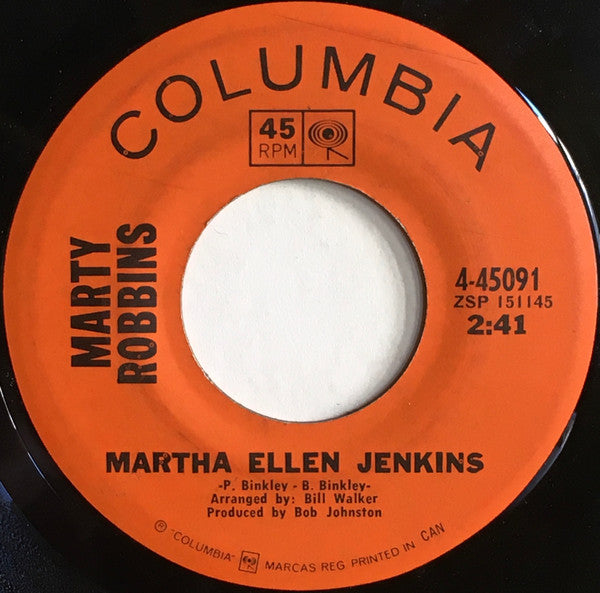 COLUMBIA
45
RPM
MARTY
ROBBINS
4-45091
ZSP 151145
2:41
MARTHA ELLEN JENKINS
-P. Binkley - B. Binkley-
Arranged by: Bill Walker
Produced by Bob Johnston
® "COLUMBIA" MARCAS REG. PRINTED IN CAN